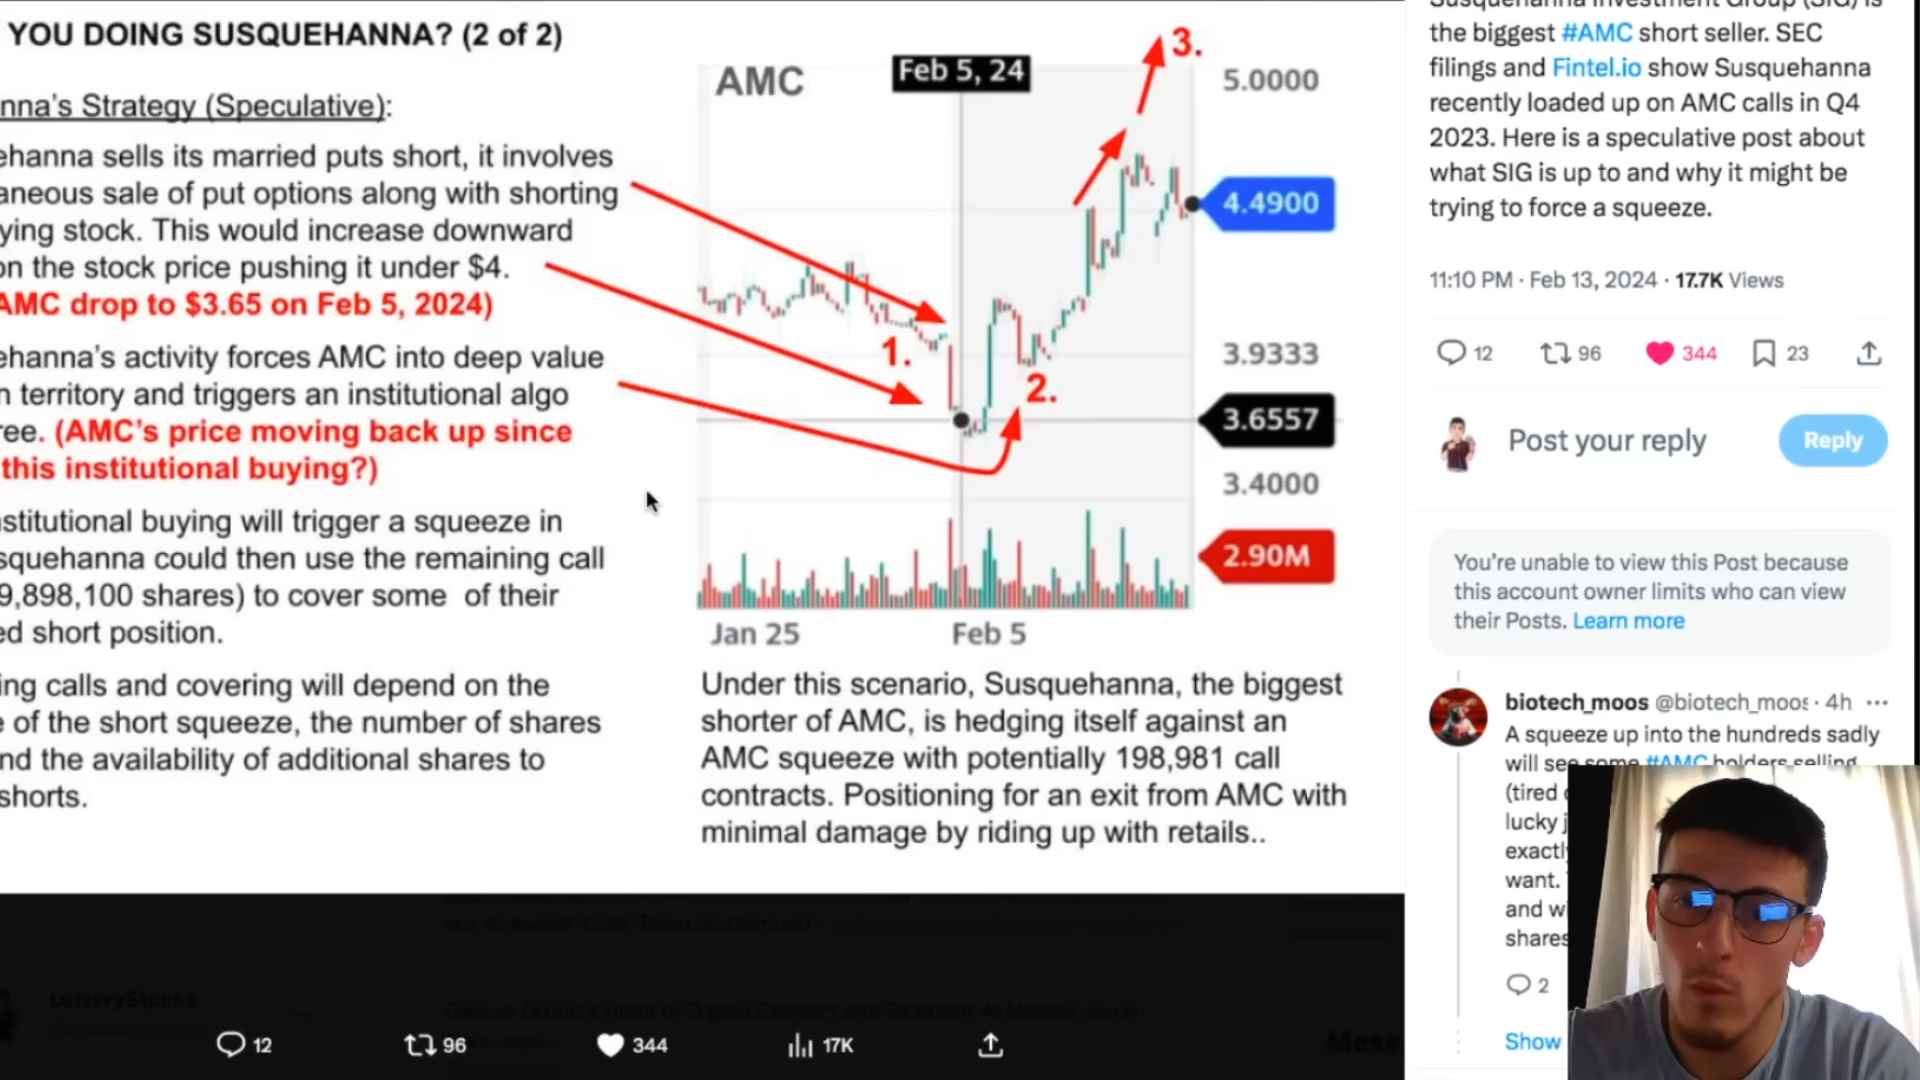 YOU DOING SUSQUEHANNA? (2 of 2)
nna's Strategy (Speculative):
ehanna sells its married puts short, it involves
aneous sale of put options along with shorting
ying stock. This would increase downward
on the stock price pushing it under $4.
AMC drop to $3.65 on Feb 5, 2024)
ehanna's activity forces AMC into deep value
n territory and triggers an institutional algo
ree. (AMC's price moving back up since
this institutional buying?)
stitutional buying will trigger a squeeze in
squehanna could then use the remaining call
9,898,100 shares) to cover some of their
ed short position.
ing calls and covering will depend on the
e of the short squeeze, the number of shares
nd the availability of additional shares to
shorts.
AMC
Feb 5, 24
3.
5.0000
4.4900
1.
3.9333
2.
3.6557
3.4000
2.90M
Jan 25
Feb 5
Under this scenario, Susquehanna, the biggest
shorter of AMC, is hedging itself against an
AMC squeeze with potentially 198,981 call
contracts. Positioning for an exit from AMC with
minimal damage by riding up with retails..
LotteryStocks
12
96
344
17K
Susquehanna Investment Group (SIG) is
the biggest #AMC short seller. SEC
filings and Fintel.io show Susquehanna
recently loaded up on AMC calls in Q4
2023. Here is a speculative post about
what SIG is up to and why it might be
trying to force a squeeze.
11:10 PM · Feb 13, 2024 · 17.7K Views
12
96
344
23
Post your reply
Reply
You're unable to view this Post because
this account owner limits who can view
their Posts. Learn more
biotech_moos @biotech_moos · 4h ···
A squeeze up into the hundreds sadly
will see some #AMC holders selling
(tired
lucky
exactl
want.
and wi
shares
2
Show